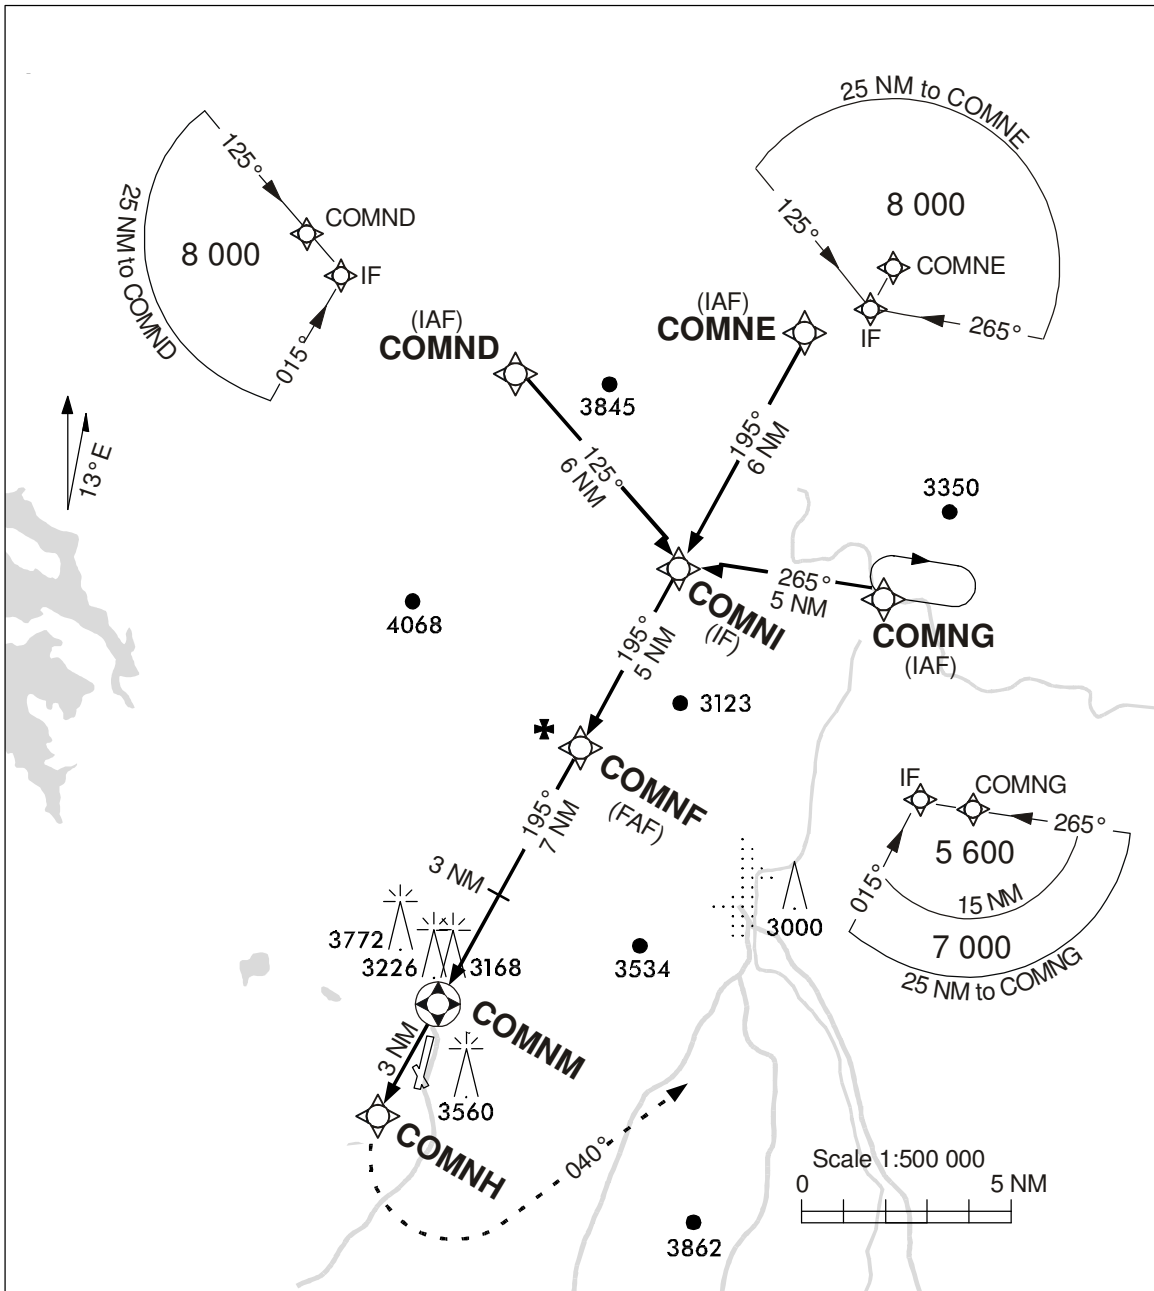 25 NM to COMND
125°
COMND
8 000
IF
015°
25 NM to COMNE
8 000
125°
COMNE
IF
265°
(IAF)
COMND
(IAF)
COMNE
3845
13°E
125°
6 NM
195°
6 NM
3350
4068
265°
5 NM
COMNI
(IF)
COMNG
(IAF)
195°
5 NM
3123
COMNF
(FAF)
195°
7 NM
IF
COMNG
265°
5 600
015°
15 NM
7 000
25 NM to COMNG
3 NM
3772
3226
3168
3534
3000
COMNM
3 NM
3560
COMNH
040°
3862
Scale 1:500 000
0
5 NM